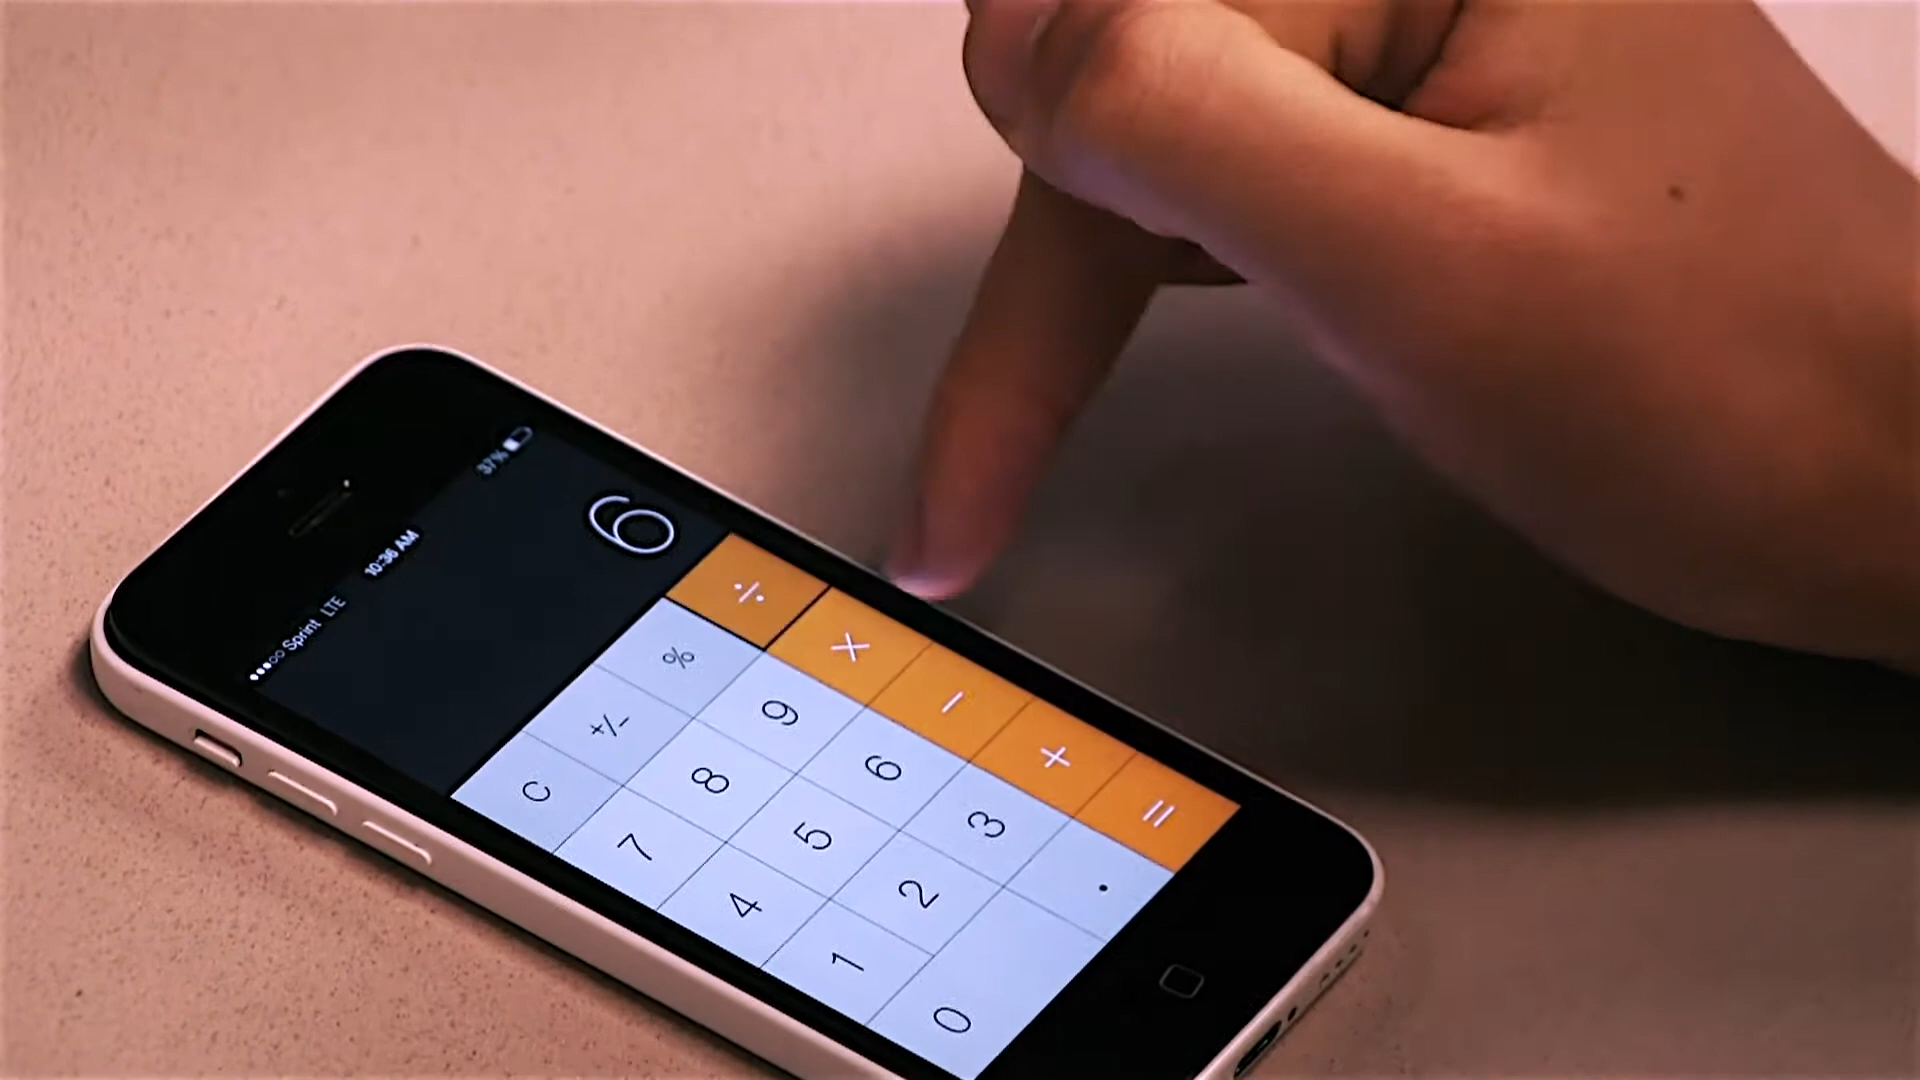 ●●●○○ Sprint LTE 10:36 AM 37%
6
C +/- % ÷
7 8 9 ×
4 5 6 −
1 2 3 +
0 . =